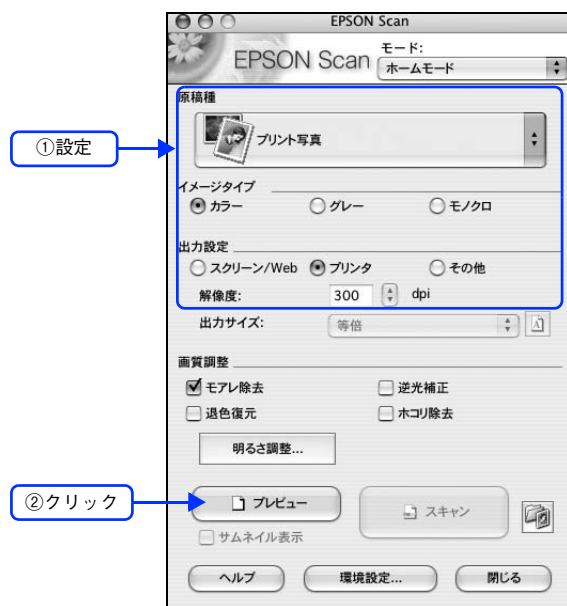 EPSON Scan
EPSON Scan
モード:
ホームモード
原稿種
①設定
プリント写真
イメージタイプ
カラー グレー モノクロ
出力設定
スクリーン/Web プリンタ その他
解像度: 300 dpi
出力サイズ: 等倍
画質調整
モアレ除去 逆光補正
退色復元 ホコリ除去
明るさ調整...
②クリック
プレビュー スキャン
サムネイル表示
ヘルプ 環境設定... 閉じる